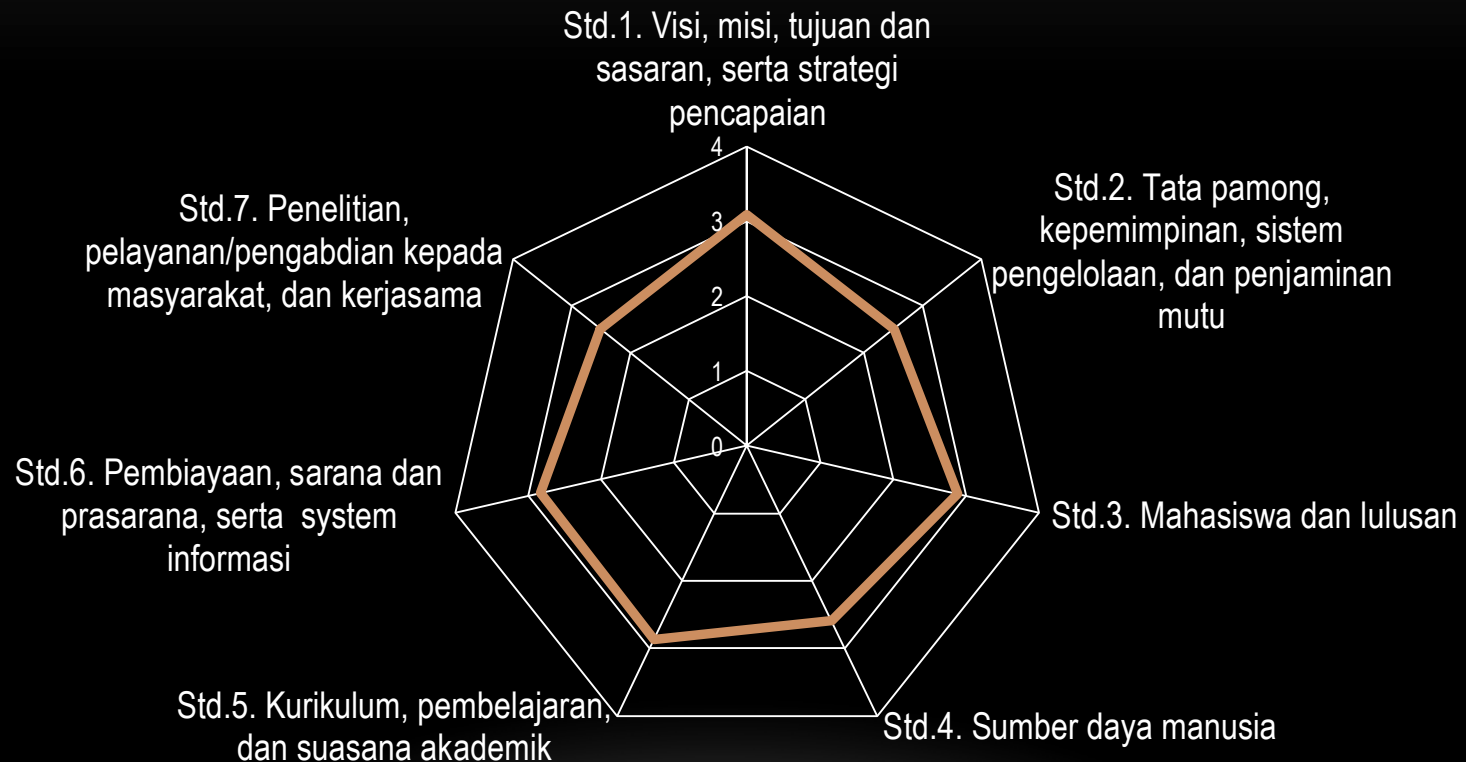 Std.1. Visi, misi, tujuan dan
sasaran, serta strategi
pencapaian
4
3
2
1
0
Std.2. Tata pamong,
kepemimpinan, sistem
pengelolaan, dan penjaminan
mutu
Std.3. Mahasiswa dan lulusan
Std.4. Sumber daya manusia
Std.5. Kurikulum, pembelajaran,
dan suasana akademik
Std.6. Pembiayaan, sarana dan
prasarana, serta  system
informasi
Std.7. Penelitian,
pelayanan/pengabdian kepada
masyarakat, dan kerjasama